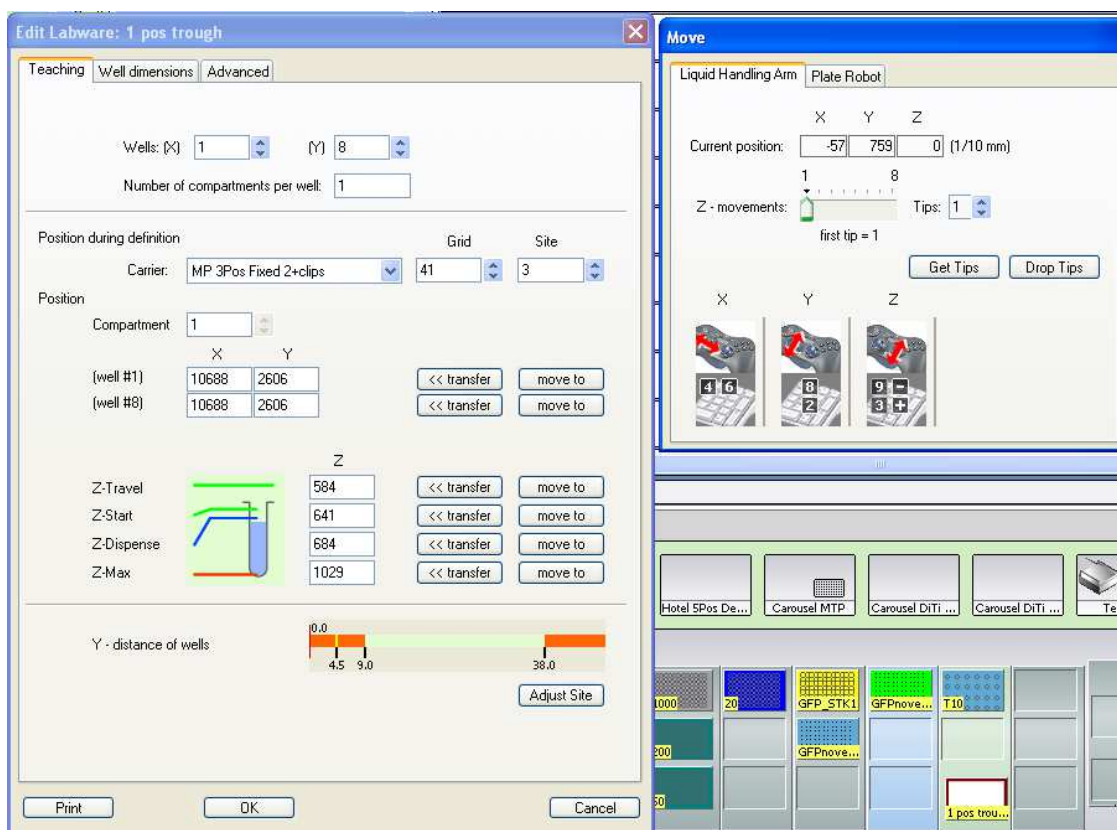 Edit Labware: 1 pos trough
Teaching Well dimensions Advanced
Wells: (X) 1 (Y) 8
Number of compartments per well: 1
Position during definition Grid Site
Carrier: MP 3Pos Fixed 2+clips 41 3
Position
Compartment 1
X Y
(well #1) 10688 2606 << transfer move to
(well #8) 10688 2606 << transfer move to
Z
Z-Travel 584 << transfer move to
Z-Start 641 << transfer move to
Z-Dispense 684 << transfer move to
Z-Max 1029 << transfer move to
Y - distance of wells 0.0
4.5 9.0 38.0
Adjust Site
Print OK Cancel
Move
Liquid Handling Arm Plate Robot
X Y Z
Current position: -57 759 0 (1/10 mm)
1 8
Z - movements: Tips: 1
first tip = 1
Get Tips Drop Tips
X Y Z
4 6 8 9 -
2 3 +
Hotel 5Pos De... Carousel MTP Carousel DiTi ... Carousel DiTi ... Te
1000 20 GFP_STK1 GFPnove... T10
200 GFPnove...
50 1 pos trou...